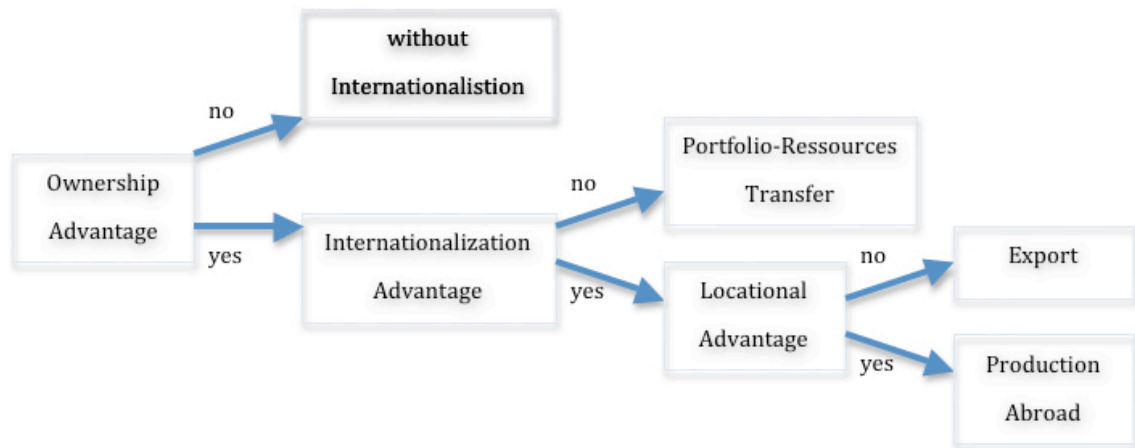 without
Internationalistion
no
Ownership
Advantage
yes
Portfolio-Ressources
Transfer
no
Internationalization
Advantage
yes
Locational
Advantage
no
Export
yes
Production
Abroad